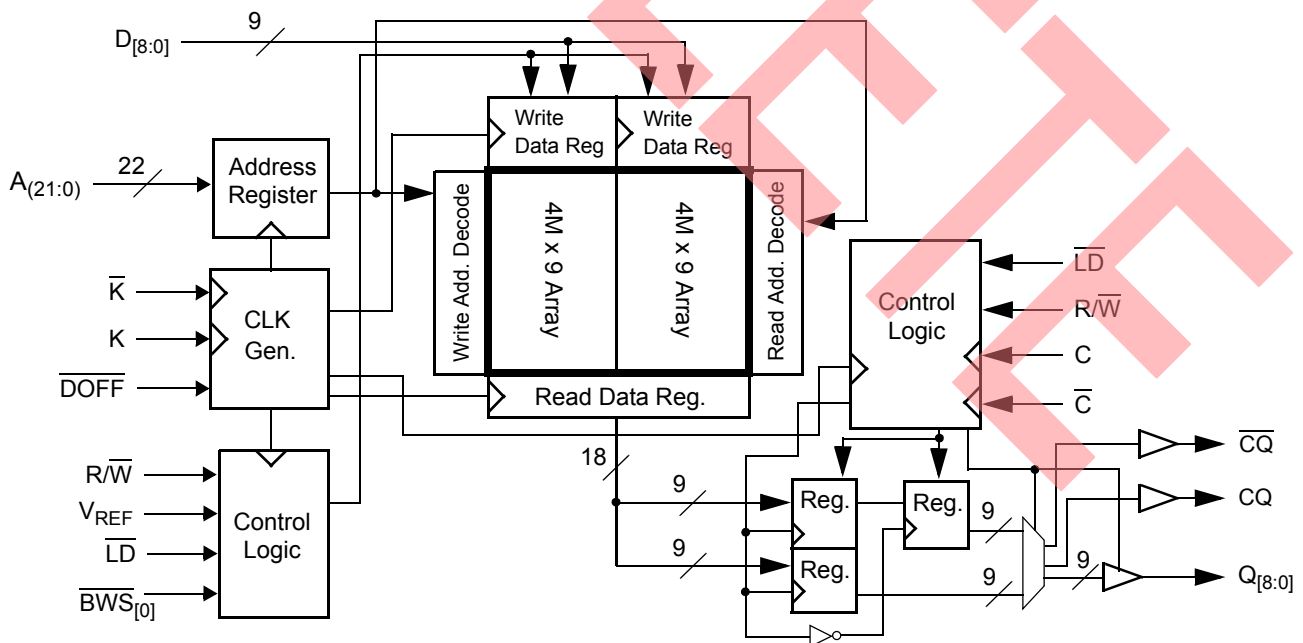 D[8:0]
9
A(21:0)
22
Address
Register
K
K
DOFF
CLK
Gen.
R/W
VREF
LD
BWS[0]
Control
Logic
Write
Data Reg
Write
Data Reg
Write Add. Decode
4M x 9 Array
4M x 9 Array
Read Add. Decode
Read Data Reg.
18
9
9
Control
Logic
LD
R/W
C
C
Reg.
Reg.
Reg.
9
9
9
CQ
CQ
Q[8:0]